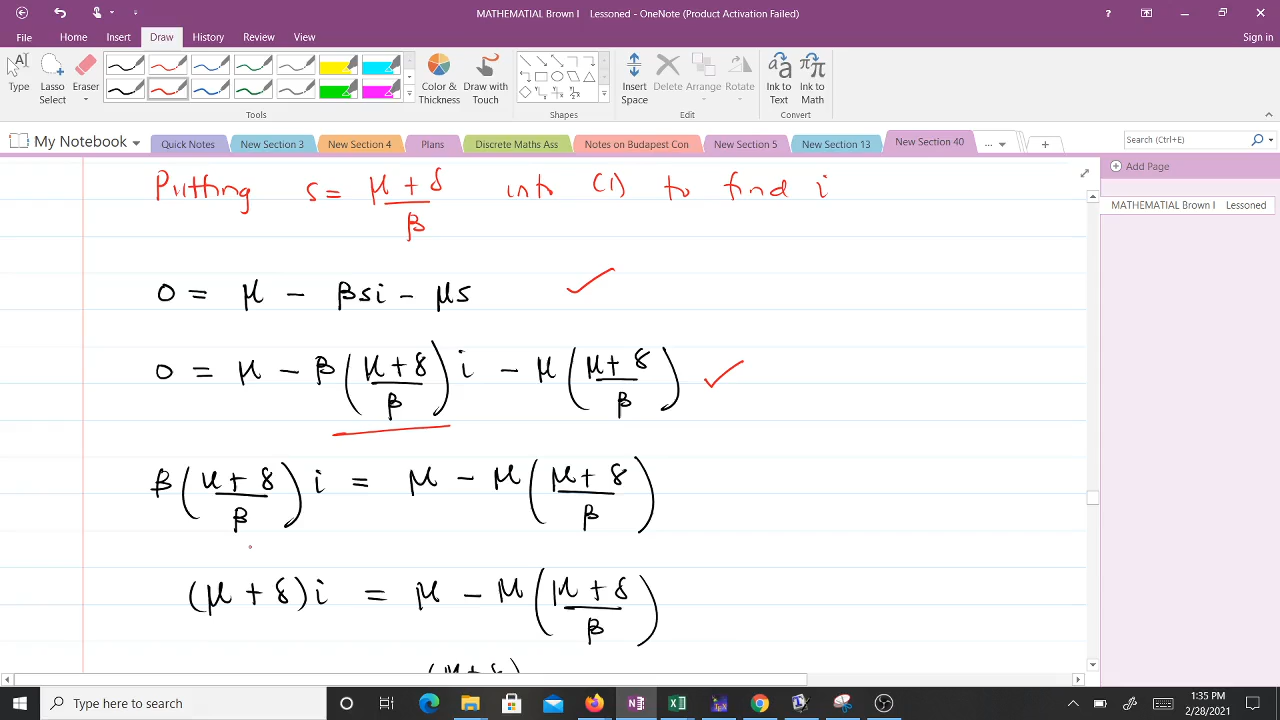 MATHEMATIAL Brown I    Lessoned - OneNote (Product Activation Failed)
File Home Insert Draw History Review View Sign in
Type Lasso Select Eraser Color & Thickness Draw with Touch Insert Space Delete Arrange Rotate Ink to Text Ink to Math
Tools Shapes Edit Convert
My Notebook Quick Notes New Section 3 New Section 4 Plans Discrete Maths Ass Notes on Budapest Con New Section 5 New Section 13 New Section 40 ... + Search (Ctrl+E)
Add Page
MATHEMATIAL Brown I    Lessoned
Putting s = (μ + δ)/β into (1) to find i
0 = μ - βsi - μs ✓
0 = μ - β((μ + δ)/β) i - μ((μ + δ)/β) ✓
β((μ + δ)/β) i = μ - μ((μ + δ)/β)
(μ + δ) i = μ - μ((μ + δ)/β)
Type here to search
1:35 PM
2/28/2021